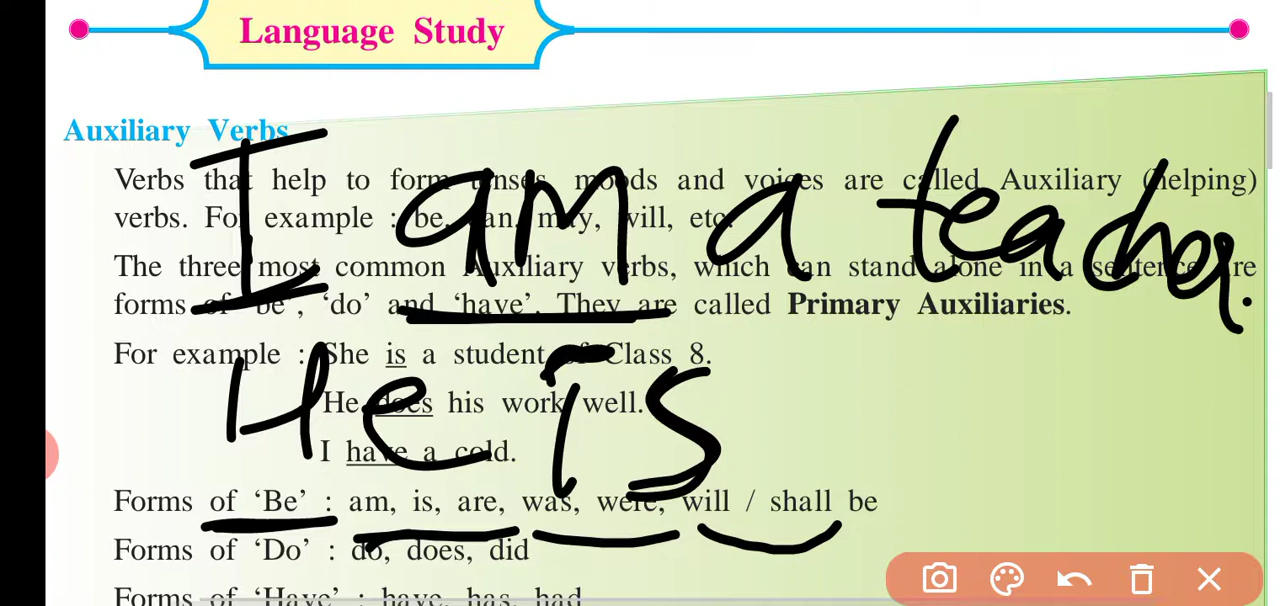 Language Study
Auxiliary Verbs
I am a teacher.
Verbs that help to form tenses, moods and voices are called Auxiliary (helping)
verbs. For example : be, can, may, will, etc.
The three most common Auxiliary verbs, which can stand alone in a sentence are
forms of 'be', 'do' and 'have'. They are called Primary Auxiliaries.
For example : She is a student of Class 8.
He is
He does his work well.
I have a cold.
Forms of 'Be' : am, is, are, was, were, will / shall be
Forms of 'Do' : do, does, did
Forms of 'Have' : have, has, had